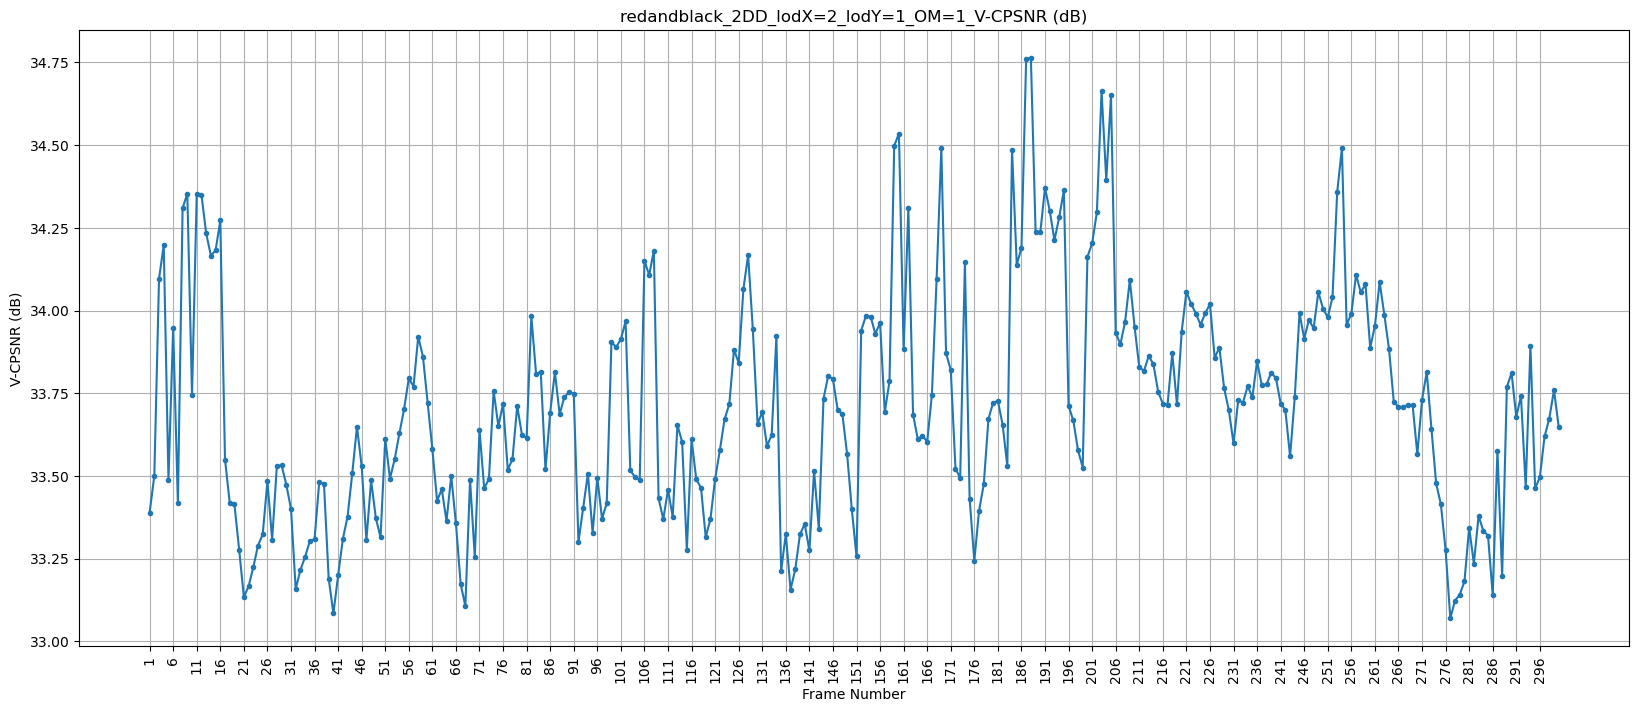 redandblack_2DD_lodX=2_lodY=1_OM=1_V-CPSNR (dB)
V-CPSNR (dB)
34.75
34.50
34.25
34.00
33.75
33.50
33.25
33.00
1 6 11 16 21 26 31 36 41 46 51 56 61 66 71 76 81 86 91 96 101 106 111 116 121 126 131 136 141 146 151 156 161 166 171 176 181 186 191 196 201 206 211 216 221 226 231 236 241 246 251 256 261 266 271 276 281 286 291 296
Frame Number